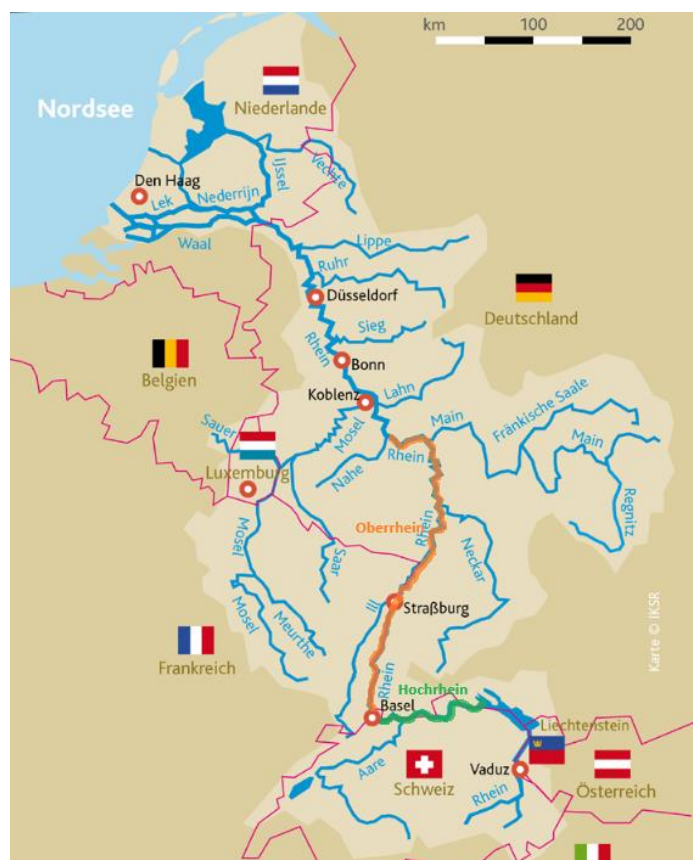 km 100 200
Nordsee
Niederlande
Den Haag
Lek
Nederrijn
IJssel
Vechte
Waal
Lippe
Ruhr
Düsseldorf
Deutschland
Sieg
Rhein
Bonn
Belgien
Koblenz
Lahn
Mosel
Main
Fränkische Saale
Sauer
Rhein
Main
Luxemburg
Nahe
Regnitz
Oberrhein
Rhein
Mosel
Saar
Neckar
Ill
Straßburg
Meurthe
Mosel
Frankreich
Karte © IKSR
Rhein
Hochrhein
Basel
Liechtenstein
Aare
Vaduz
Schweiz
Österreich
Rhein